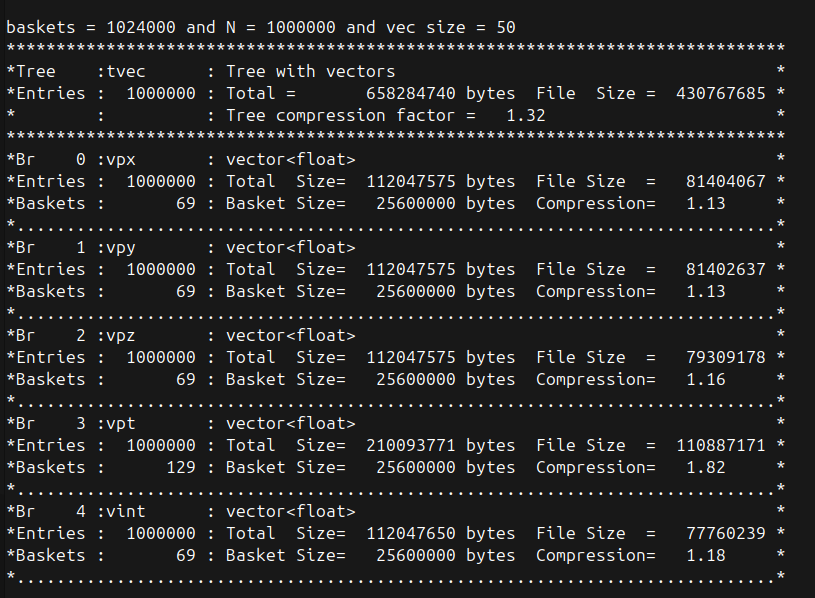 baskets = 1024000 and N = 1000000 and vec size = 50
******************************************************************************
*Tree    :tvec      : Tree with vectors                                      *
*Entries :  1000000 : Total =       658284740 bytes  File  Size =  430767685 *
*        :          : Tree compression factor =   1.32                       *
******************************************************************************
*Br    0 :vpx       : vector<float>                                          *
*Entries :  1000000 : Total  Size=  112047575 bytes  File Size  =   81404067 *
*Baskets :       69 : Basket Size=   25600000 bytes  Compression=   1.13     *
*............................................................................*
*Br    1 :vpy       : vector<float>                                          *
*Entries :  1000000 : Total  Size=  112047575 bytes  File Size  =   81402637 *
*Baskets :       69 : Basket Size=   25600000 bytes  Compression=   1.13     *
*............................................................................*
*Br    2 :vpz       : vector<float>                                          *
*Entries :  1000000 : Total  Size=  112047575 bytes  File Size  =   79309178 *
*Baskets :       69 : Basket Size=   25600000 bytes  Compression=   1.16     *
*............................................................................*
*Br    3 :vpt       : vector<float>                                          *
*Entries :  1000000 : Total  Size=  210093771 bytes  File Size  =  110887171 *
*Baskets :      129 : Basket Size=   25600000 bytes  Compression=   1.82     *
*............................................................................*
*Br    4 :vint      : vector<float>                                          *
*Entries :  1000000 : Total  Size=  112047650 bytes  File Size  =   77760239 *
*Baskets :       69 : Basket Size=   25600000 bytes  Compression=   1.18     *
*............................................................................*